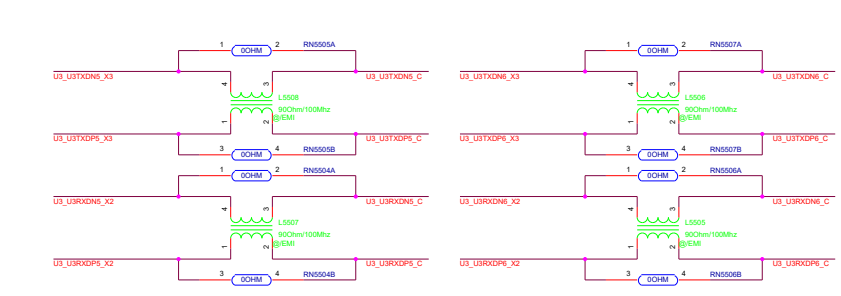 1 0OHM 2 RN5505A
U3_U3TXDN5_X3 U3_U3TXDN5_C
4 3
L5508
90Ohm/100Mhz
@/EMI
1 2
U3_U3TXDP5_X3 U3_U3TXDP5_C
3 0OHM 4 RN5505B
1 0OHM 2 RN5504A
U3_U3RXDN5_X2 U3_U3RXDN5_C
4 3
L5507
90Ohm/100Mhz
@/EMI
1 2
U3_U3RXDP5_X2 U3_U3RXDP5_C
3 0OHM 4 RN5504B
1 0OHM 2 RN5507A
U3_U3TXDN6_X3 U3_U3TXDN6_C
4 3
L5506
90Ohm/100Mhz
@/EMI
1 2
U3_U3TXDP6_X3 U3_U3TXDP6_C
3 0OHM 4 RN5507B
1 0OHM 2 RN5506A
U3_U3RXDN6_X2 U3_U3RXDN6_C
4 3
L5505
90Ohm/100Mhz
@/EMI
1 2
U3_U3RXDP6_X2 U3_U3RXDP6_C
3 0OHM 4 RN5506B